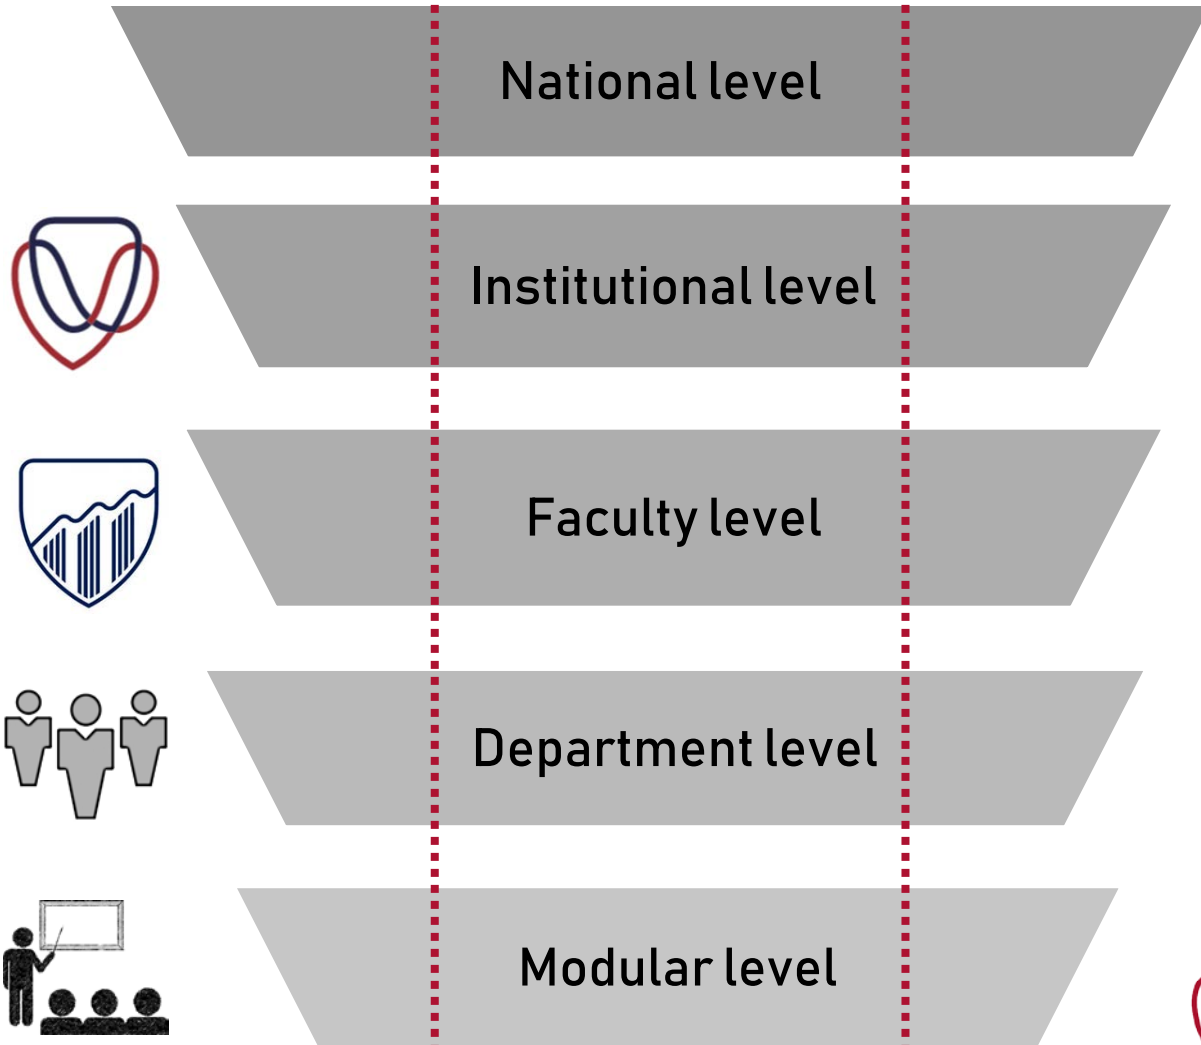 National level
Institutional level
Faculty level
Department level
Modular level